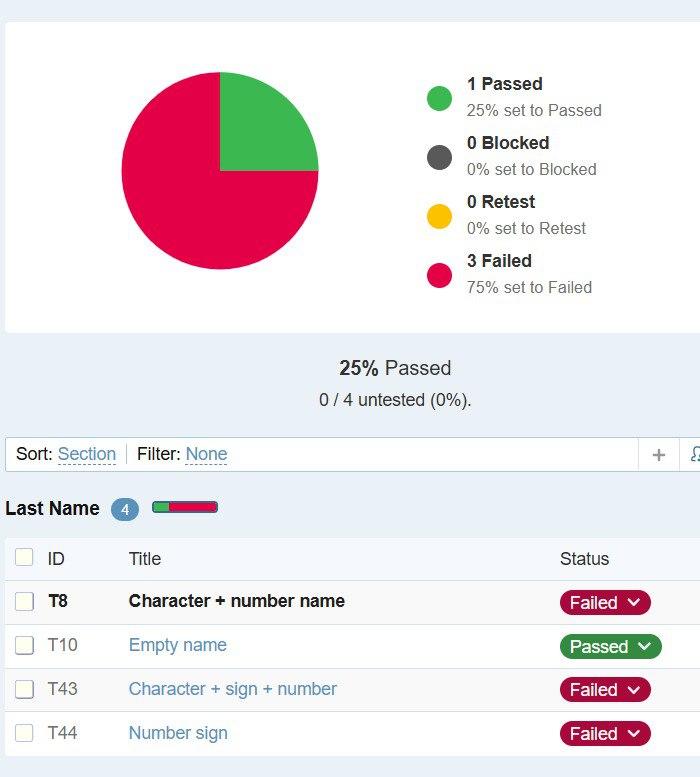 1 Passed
25% set to Passed
0 Blocked
0% set to Blocked
0 Retest
0% set to Retest
3 Failed
75% set to Failed
25% Passed
0 / 4 untested (0%).
Sort: Section Filter: None +
Last Name 4
ID Title Status
T8 Character + number name Failed
T10 Empty name Passed
T43 Character + sign + number Failed
T44 Number sign Failed